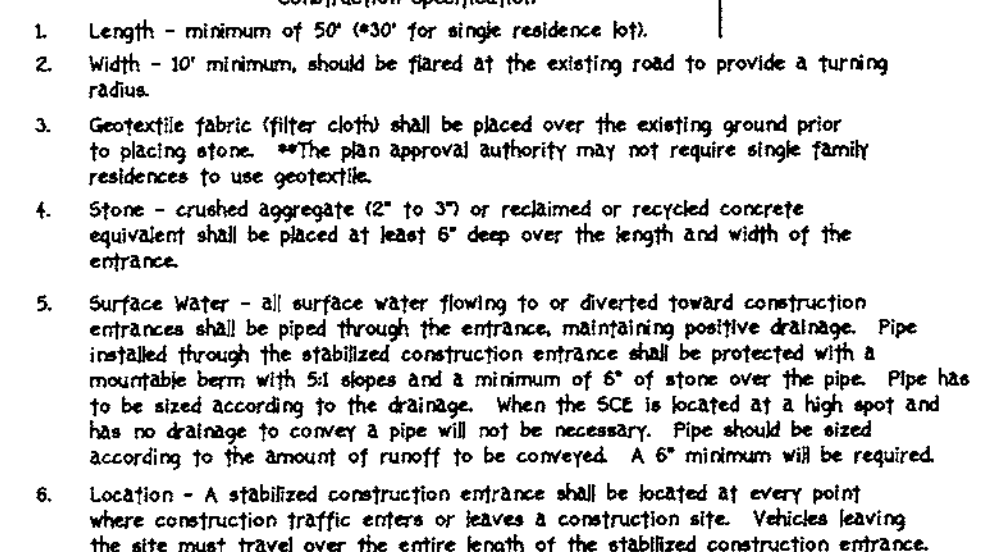 Construction Specification
1. Length - minimum of 50' (*30' for single residence lot).
2. Width - 10' minimum, should be flared at the existing road to provide a turning
radius.
3. Geotextile fabric (filter cloth) shall be placed over the existing ground prior
to placing stone. **The plan approval authority may not require single family
residences to use geotextile.
4. Stone - crushed aggregate (2" to 3") or reclaimed or recycled concrete
equivalent shall be placed at least 6" deep over the length and width of the
entrance.
5. Surface Water - all surface water flowing to or diverted toward construction
entrances shall be piped through the entrance, maintaining positive drainage. Pipe
installed through the stabilized construction entrance shall be protected with a
mountable berm with 5:1 slopes and a minimum of 6" of stone over the pipe. Pipe has
to be sized according to the drainage. When the SCE is located at a high spot and
has no drainage to convey a pipe will not be necessary. Pipe should be sized
according to the amount of runoff to be conveyed. A 6" minimum will be required.
6. Location - A stabilized construction entrance shall be located at every point
where construction traffic enters or leaves a construction site. Vehicles leaving
the site must travel over the entire length of the stabilized construction entrance.